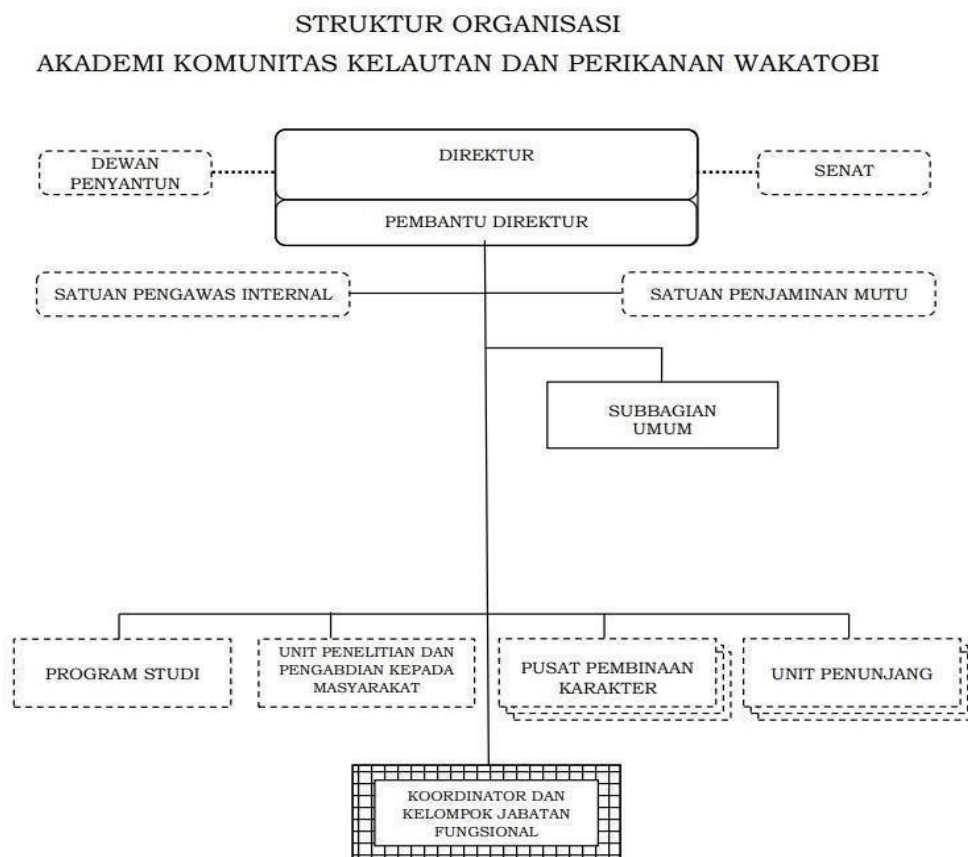 STRUKTUR ORGANISASI
AKADEMI KOMUNITAS KELAUTAN DAN PERIKANAN WAKATOBI
DIREKTUR
DEWAN
PENYANTUN
SENAT
PEMBANTU DIREKTUR
SATUAN PENGAWAS INTERNAL
SATUAN PENJAMINAN MUTU
SUBBAGIAN
UMUM
PROGRAM STUDI
UNIT PENELITIAN DAN
PENGABDIAN KEPADA
MASYARAKAT
PUSAT PEMBINAAN
KARAKTER
UNIT PENUNJANG
KOORDINATOR DAN
KELOMPOK JABATAN
FUNGSIONAL